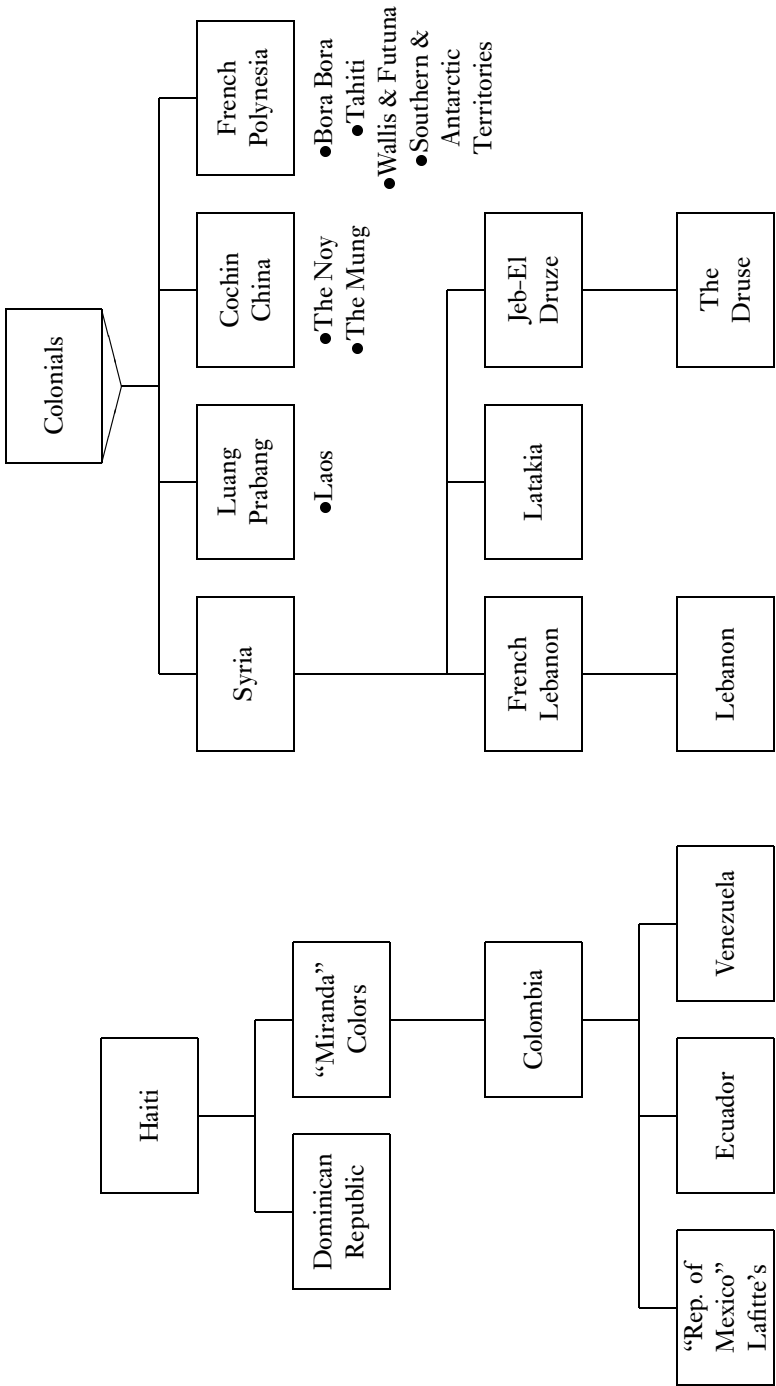 Haiti
Dominican
Republic
“Miranda”
Colors
Colombia
“Rep. of
Mexico”
Lafitte’s
Ecuador
Venezuela
Colonials
Syria
Luang
Prabang
•Laos
Cochin
China
•The Noy
•The Mung
French
Polynesia
•Bora Bora
•Tahiti
•Wallis & Futuna
•Southern &
Antarctic
Territories
French
Lebanon
Latakia
Jeb-El
Druze
Lebanon
The
Druse